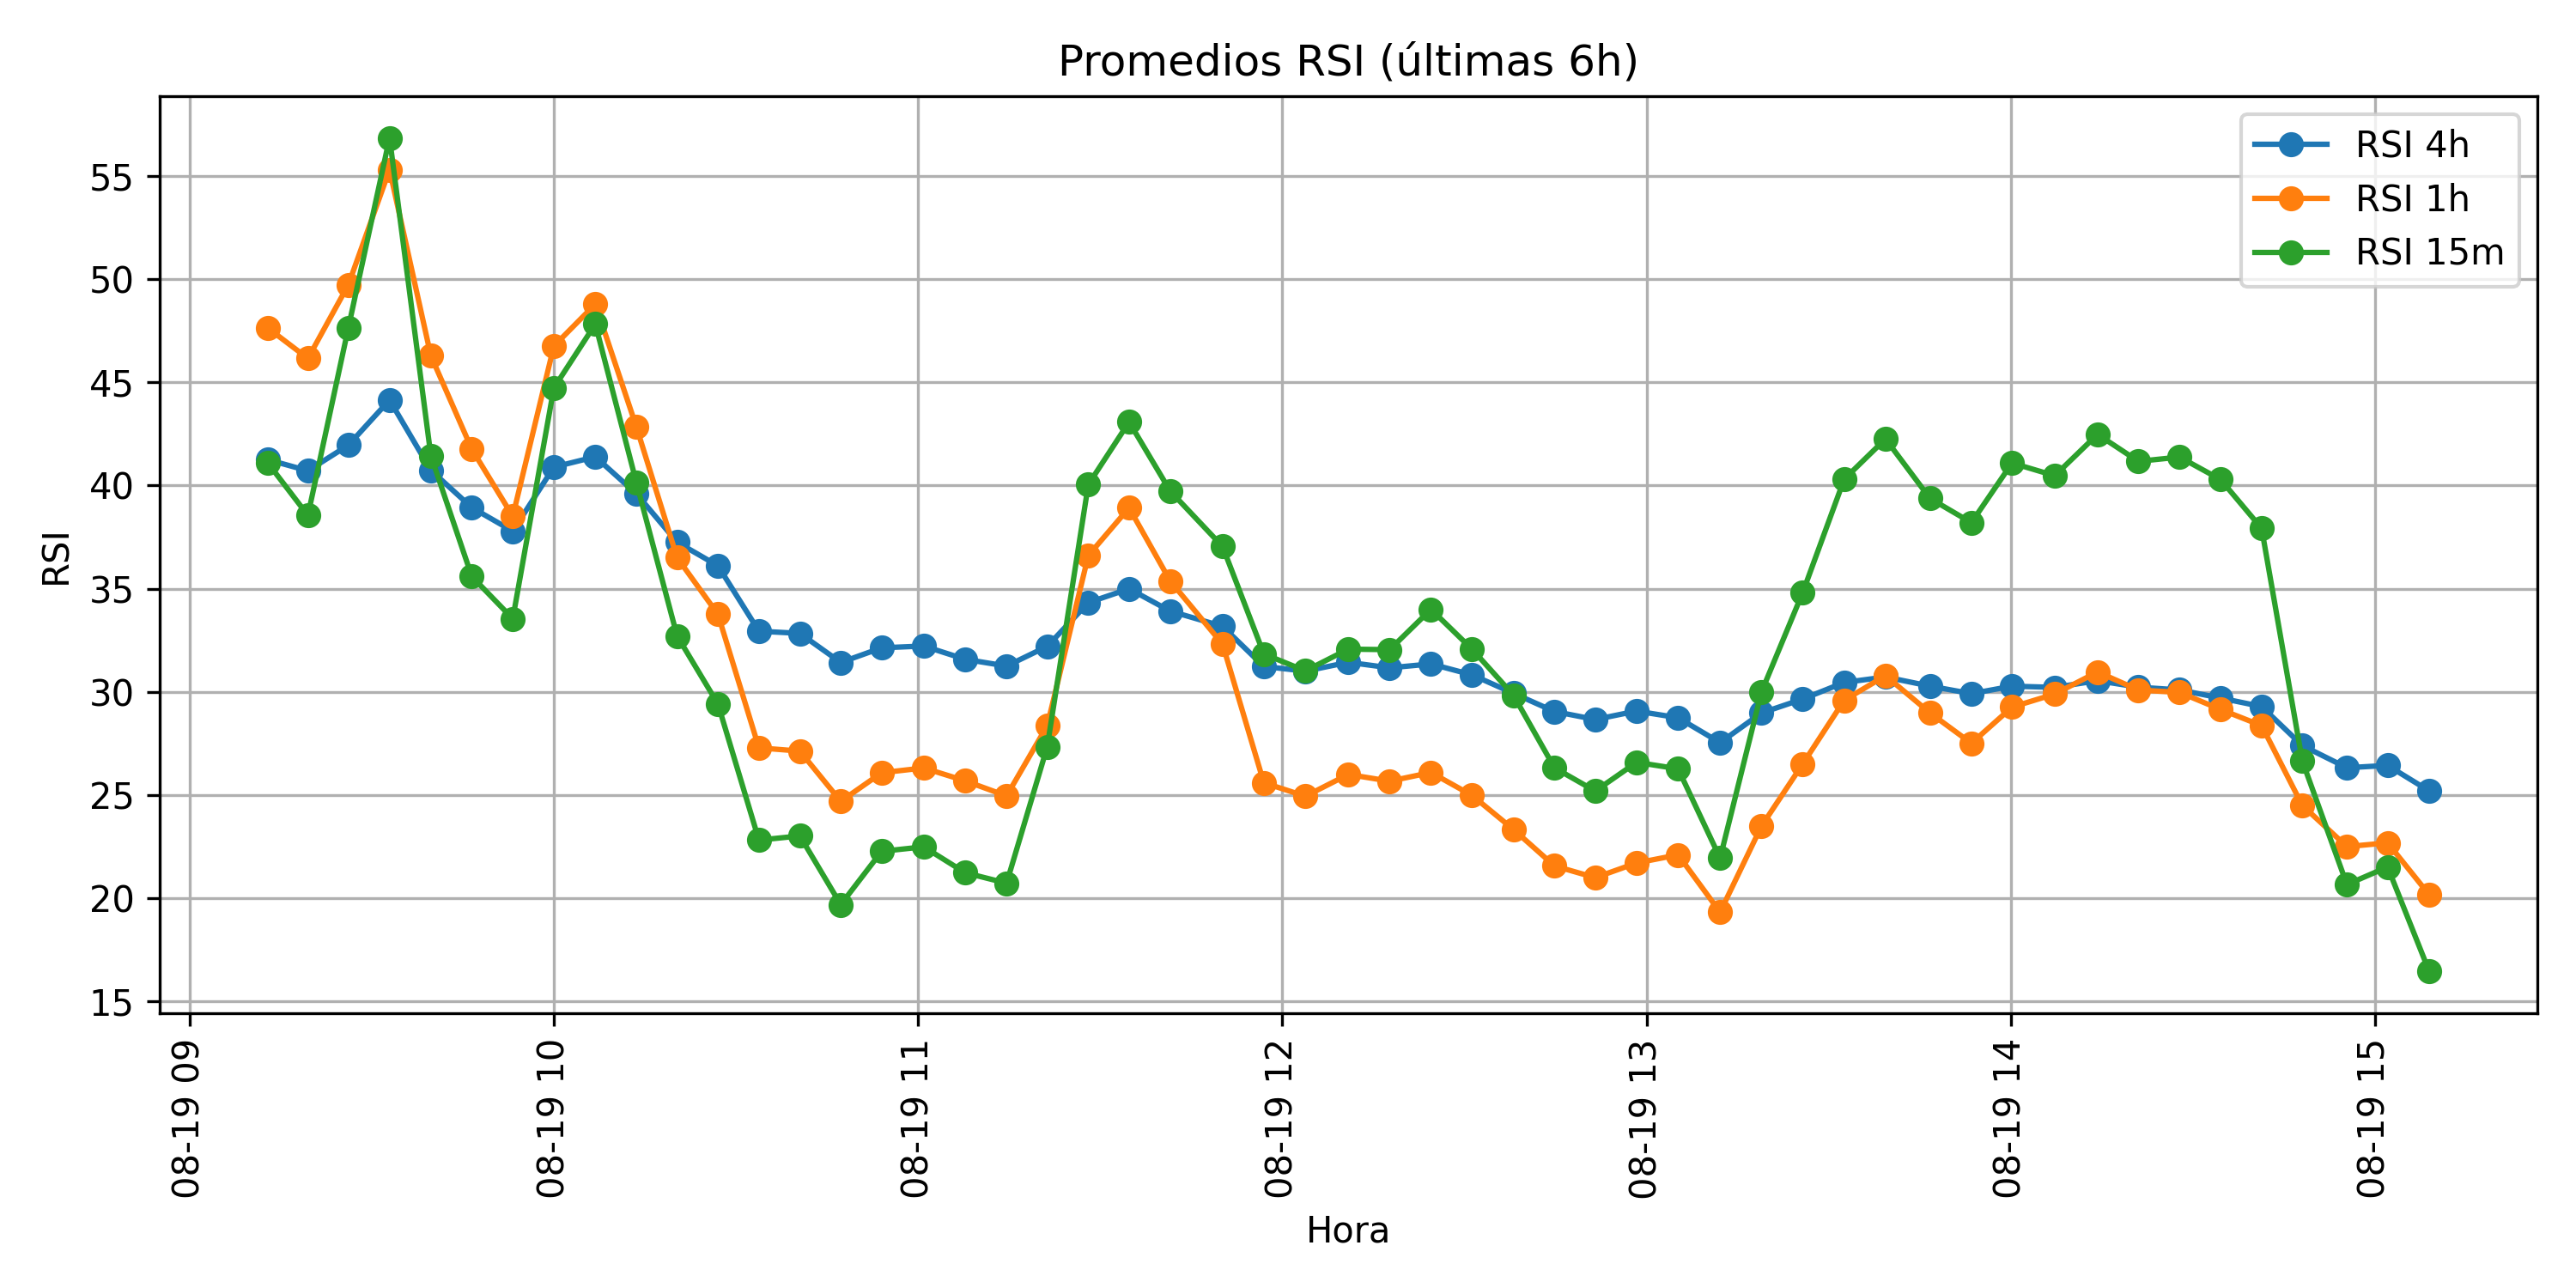 Promedios RSI (últimas 6h)
RSI 4h
RSI 1h
RSI 15m
55
50
45
40
35
30
25
20
15
RSI
08-19 09
08-19 10
08-19 11
08-19 12
08-19 13
08-19 14
08-19 15
Hora